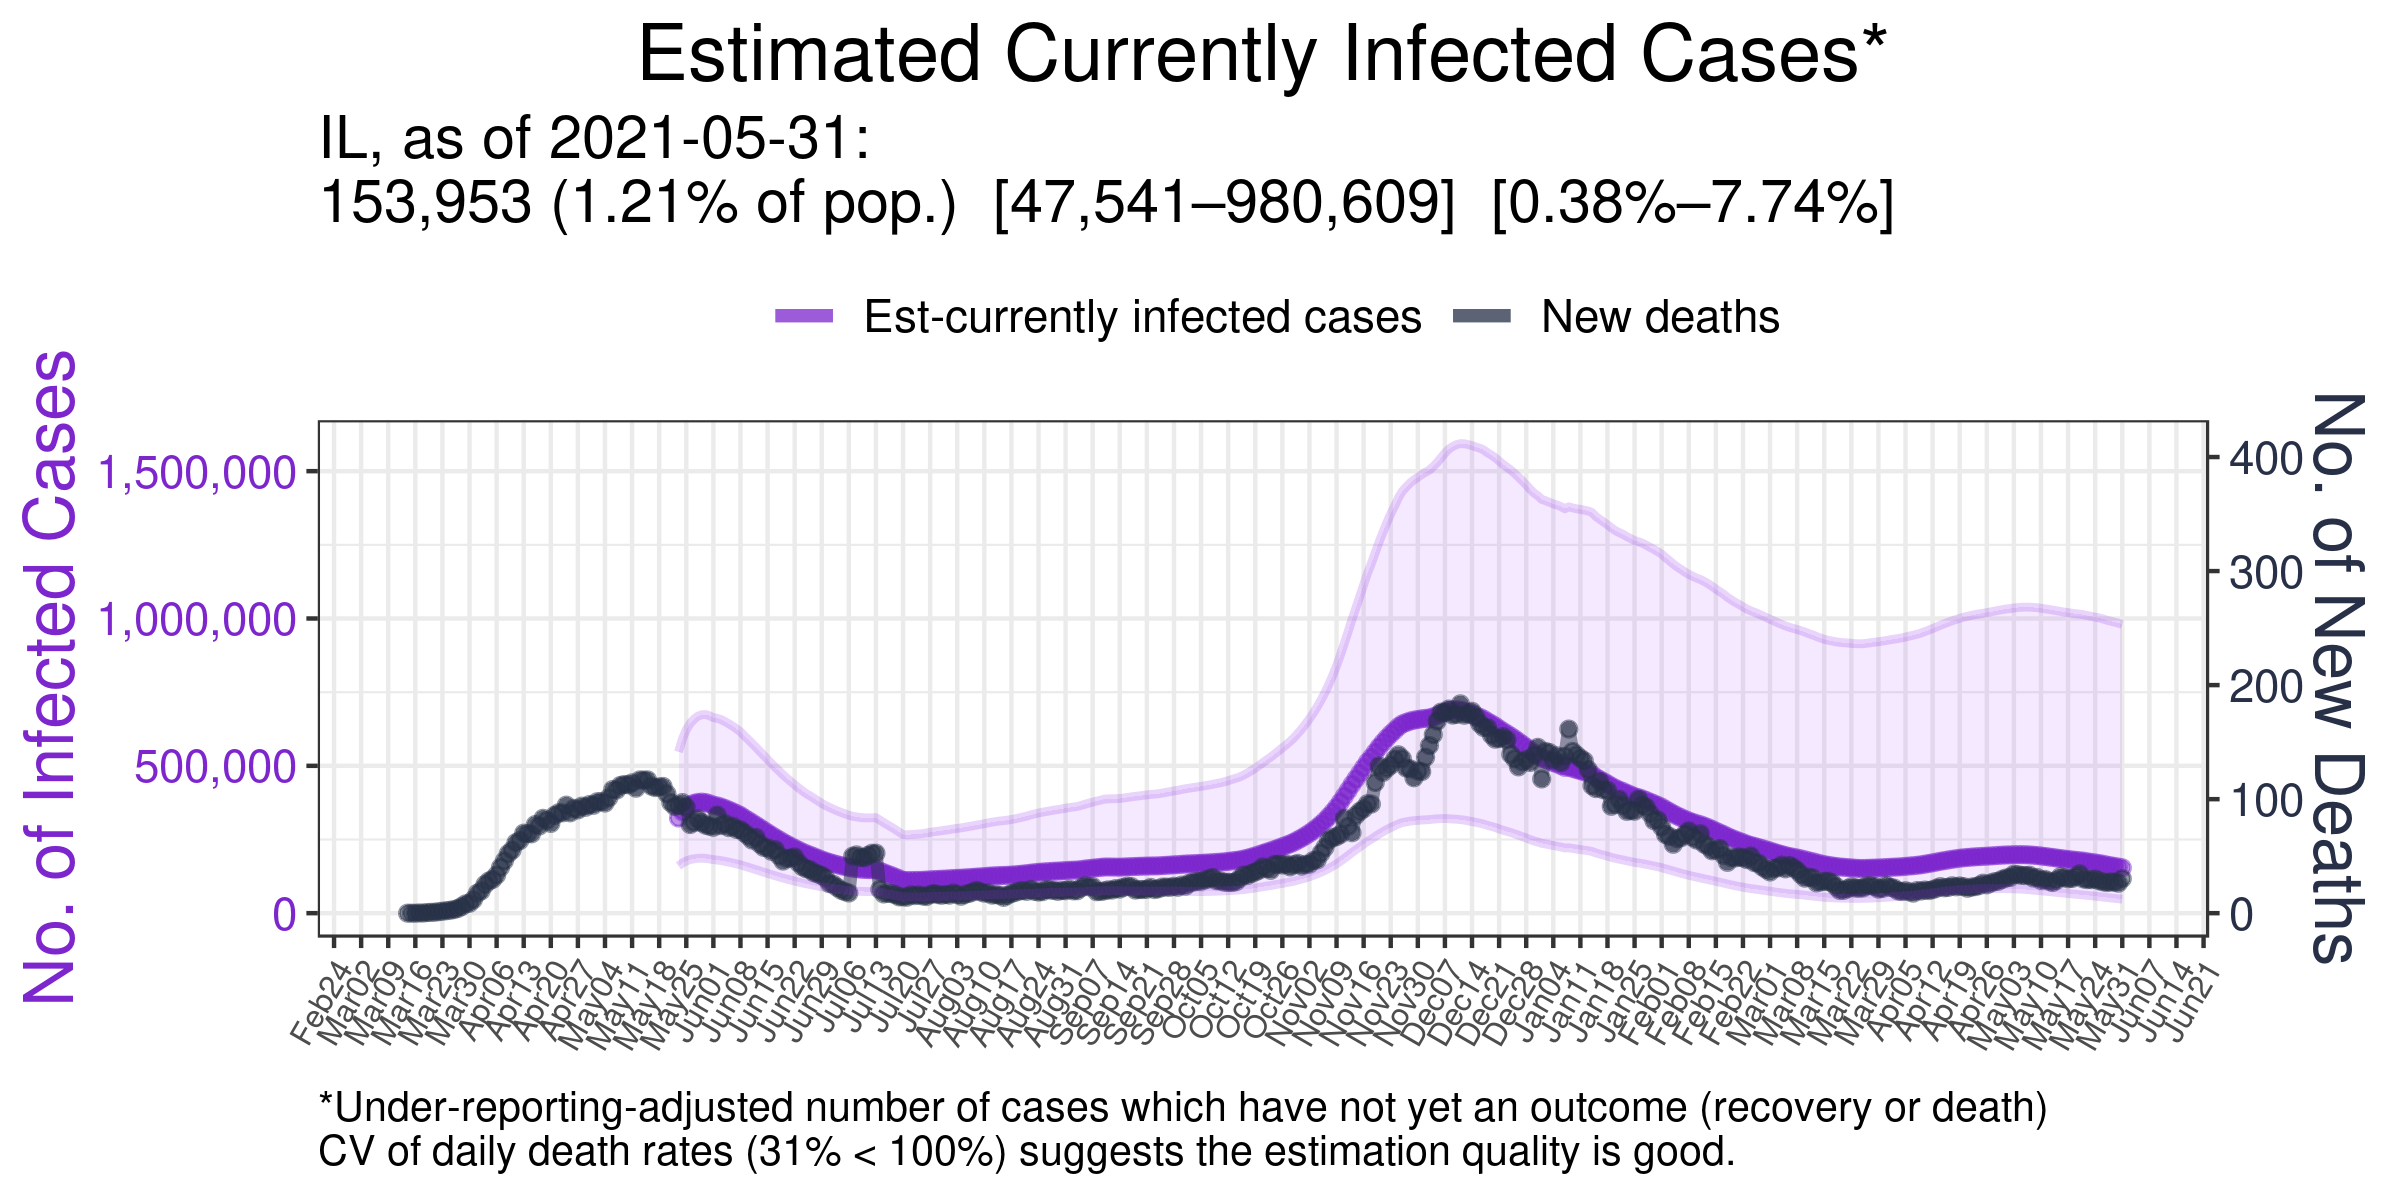 Estimated Currently Infected Cases*
IL, as of 2021-05-31:
153,953 (1.21% of pop.) [47,541–980,609] [0.38%–7.74%]
Est-currently infected cases
New deaths
No. of Infected Cases
1,500,000
1,000,000
500,000
0
400
300
200
100
0
No. of New Deaths
Feb24
Mar02
Mar09
Mar16
Mar23
Mar30
Apr06
Apr13
Apr20
Apr27
May04
May11
May18
May25
Jun01
Jun08
Jun15
Jun22
Jun29
Jul06
Jul13
Jul20
Jul27
Aug03
Aug10
Aug17
Aug24
Aug31
Sep07
Sep14
Sep21
Sep28
Oct05
Oct12
Oct19
Oct26
Nov02
Nov09
Nov16
Nov23
Nov30
Dec07
Dec14
Dec21
Dec28
Jan04
Jan11
Jan18
Jan25
Feb01
Feb08
Feb15
Feb22
Mar01
Mar08
Mar15
Mar22
Mar29
Apr05
Apr12
Apr19
Apr26
May03
May10
May17
May24
May31
Jun07
Jun14
Jun21
*Under-reporting-adjusted number of cases which have not yet an outcome (recovery or death)
CV of daily death rates (31% < 100%) suggests the estimation quality is good.